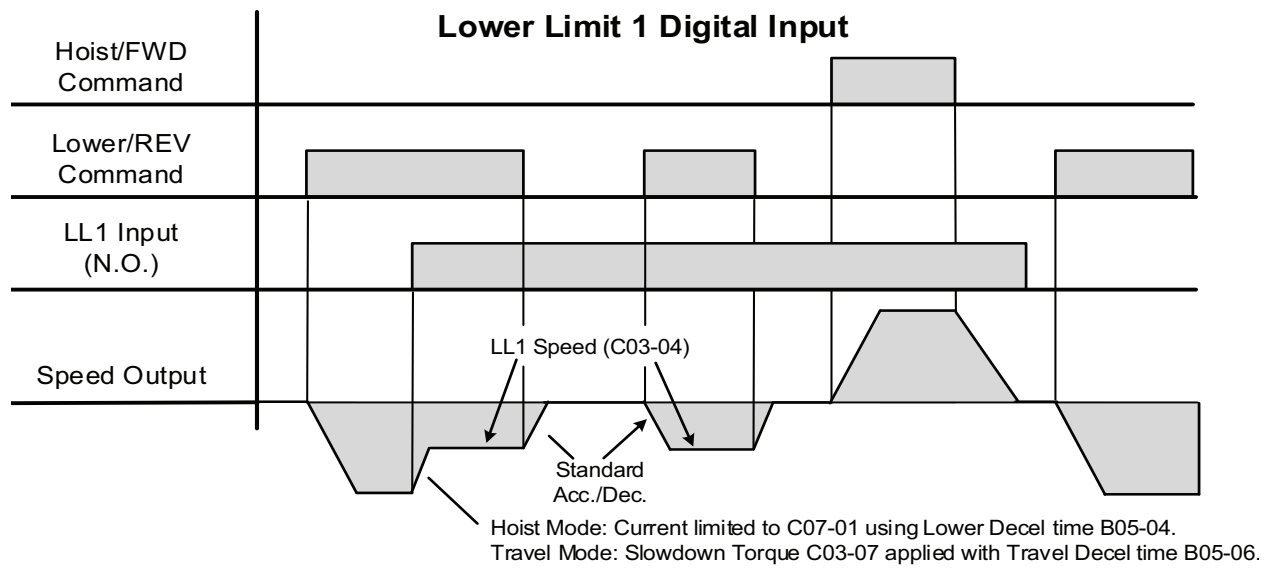 Lower Limit 1 Digital Input
Hoist/FWD
Command
Lower/REV
Command
LL1 Input
(N.O.)
LL1 Speed (C03-04)
Speed Output
Standard
Acc./Dec.
Hoist Mode: Current limited to C07-01 using Lower Decel time B05-04.
Travel Mode: Slowdown Torque C03-07 applied with Travel Decel time B05-06.